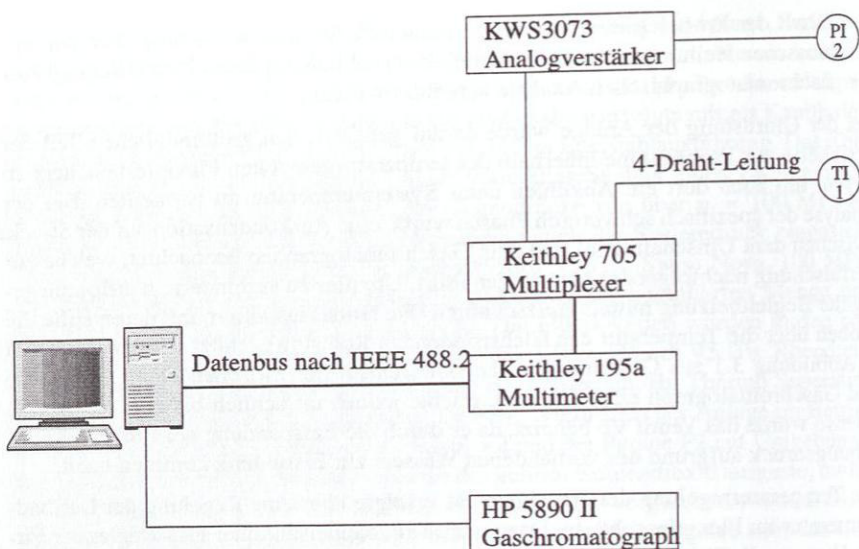 KWS3073
Analogverstärker
PI
2
4-Draht-Leitung
TI
1
Keithley 705
Multiplexer
Datenbus nach IEEE 488.2
Keithley 195a
Multimeter
HP 5890 II
Gaschromatograph